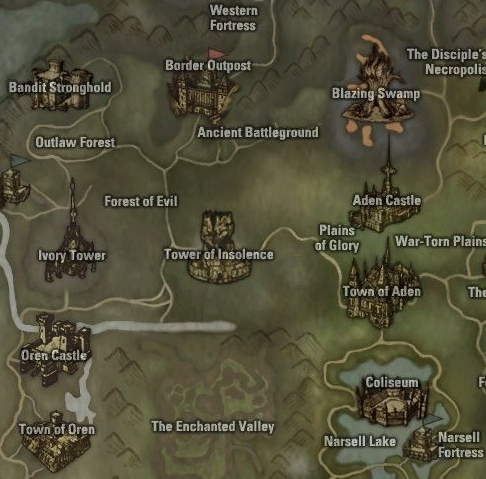 Western
Fortress
The Disciple's
Necropolis
Border Outpost
Bandit Stronghold
Blazing Swamp
Ancient Battleground
Outlaw Forest
Forest of Evil
Aden Castle
Plains
of Glory
War-Torn Plains
Ivory Tower
Tower of Insolence
Town of Aden
The
Oren Castle
Coliseum
Town of Oren
The Enchanted Valley
Narsell Lake
Narsell
Fortress